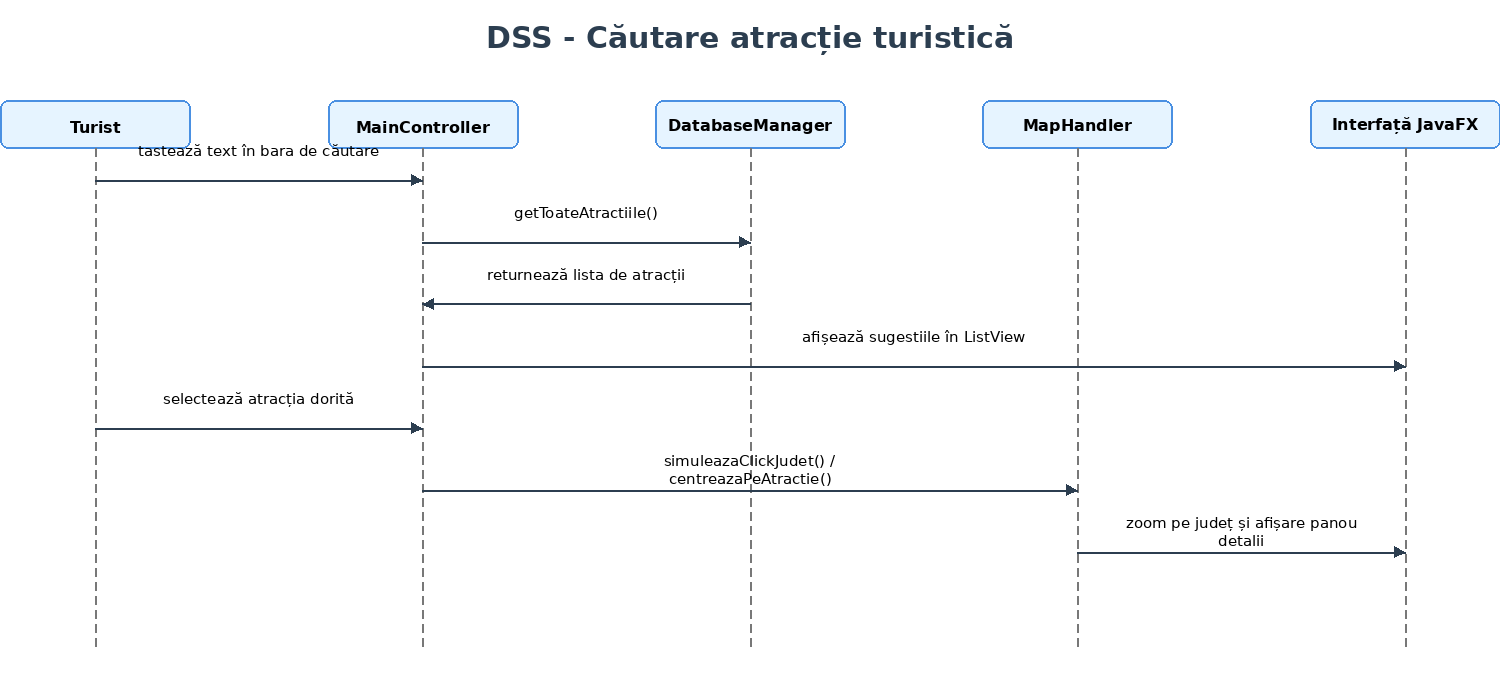 DSS - Căutare atracție turistică
Turist
MainController
DatabaseManager
MapHandler
Interfață JavaFX
tastează text în bara de căutare
getToateAtractiile()
returnează lista de atracții
afișează sugestiile în ListView
selectează atracția dorită
simuleazaClickJudet() /
centreazaPeAtractie()
zoom pe județ și afișare panou
detalii